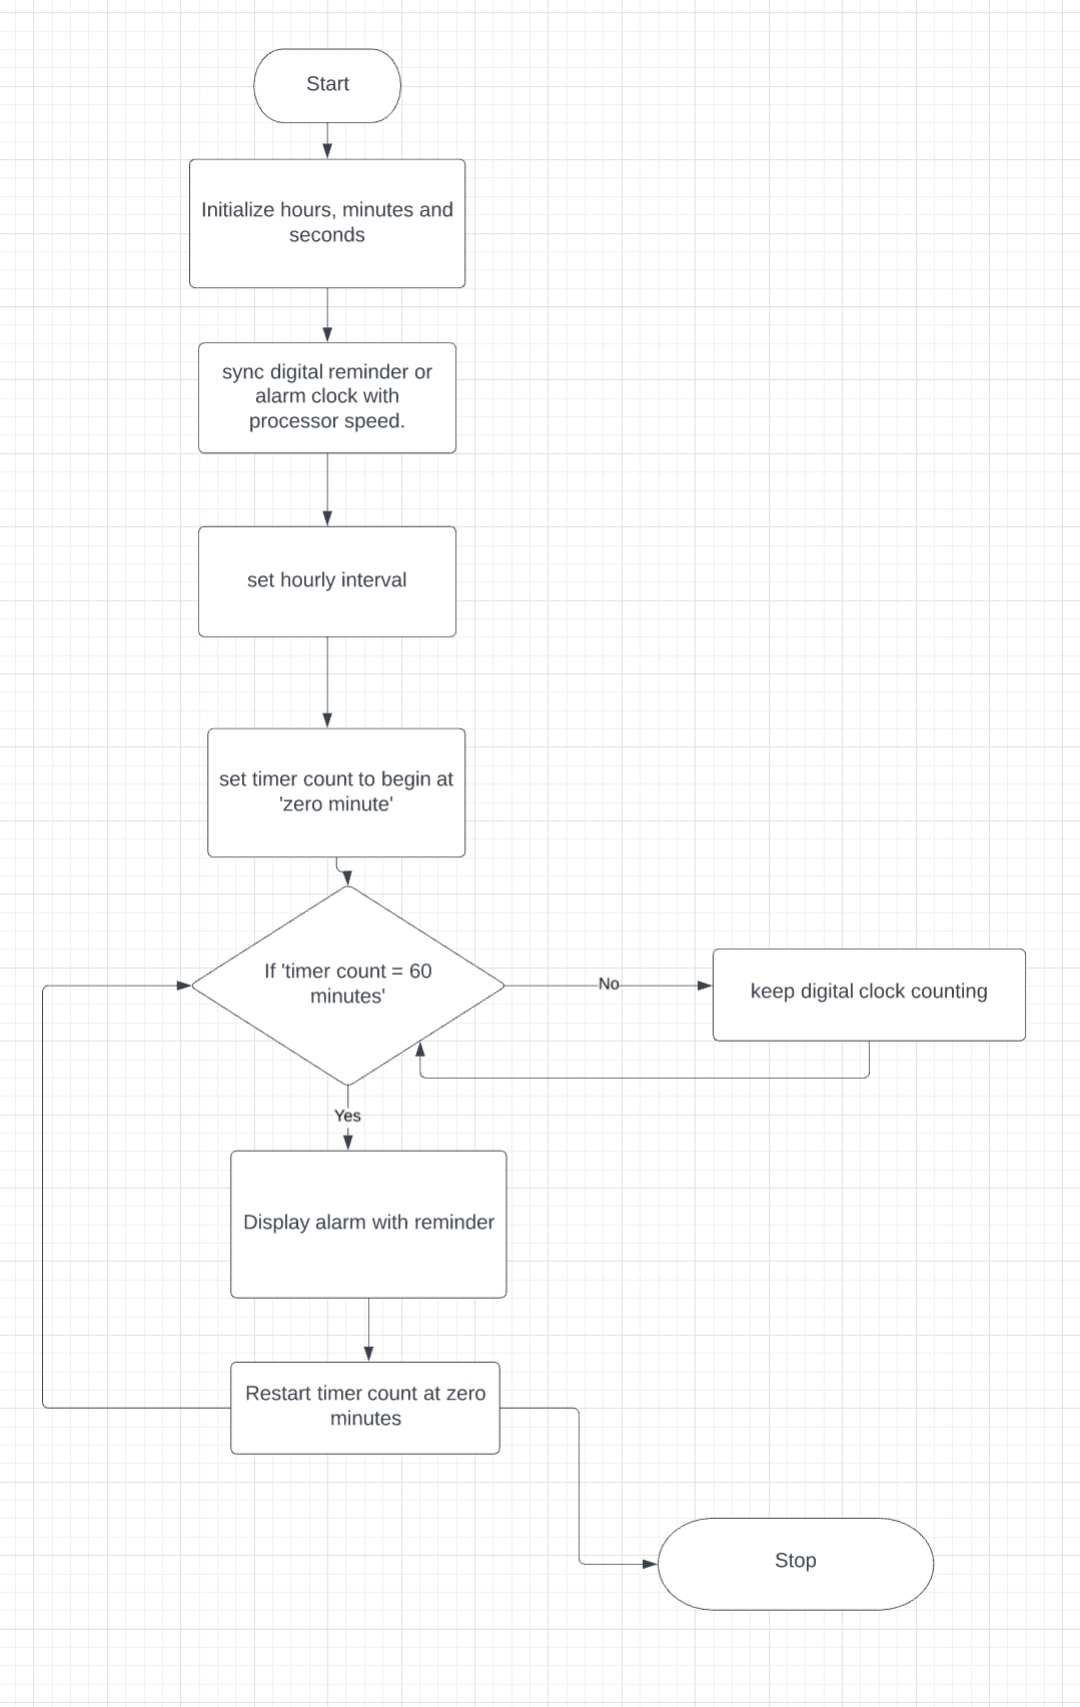 Start
Initialize hours, minutes and
seconds
sync digital reminder or
alarm clock with
processor speed.
set hourly interval
set timer count to begin at
'zero minute'
If 'timer count = 60
minutes'
No
keep digital clock counting
Yes
Display alarm with reminder
Restart timer count at zero
minutes
Stop